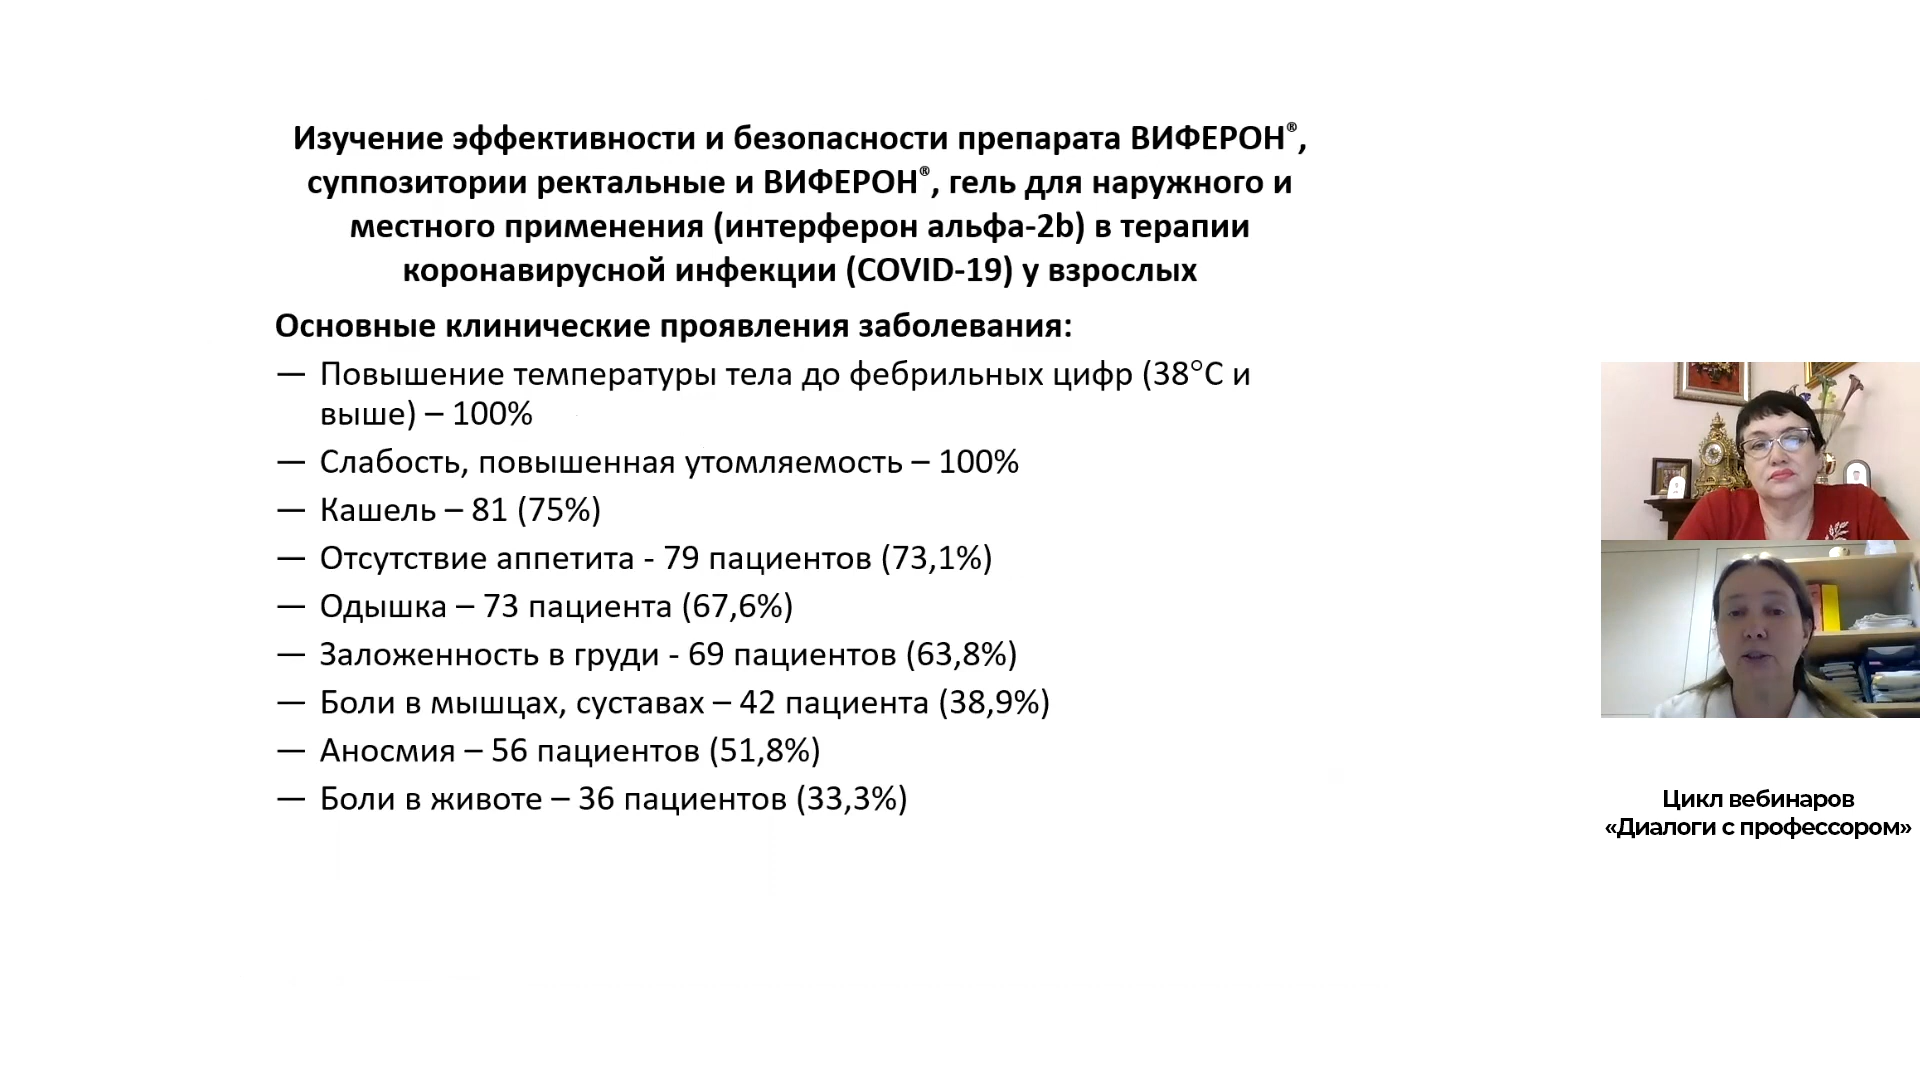 Изучение эффективности и безопасности препарата ВИФЕРОН®,
суппозитории ректальные и ВИФЕРОН®, гель для наружного и
местного применения (интерферон альфа-2b) в терапии
коронавирусной инфекции (COVID-19) у взрослых
Основные клинические проявления заболевания:
— Повышение температуры тела до фебрильных цифр (38°С и
выше) – 100%
— Слабость, повышенная утомляемость – 100%
— Кашель – 81 (75%)
— Отсутствие аппетита - 79 пациентов (73,1%)
— Одышка – 73 пациента (67,6%)
— Заложенность в груди - 69 пациентов (63,8%)
— Боли в мышцах, суставах – 42 пациента (38,9%)
— Аносмия – 56 пациентов (51,8%)
— Боли в животе – 36 пациентов (33,3%)
Цикл вебинаров
«Диалоги с профессором»